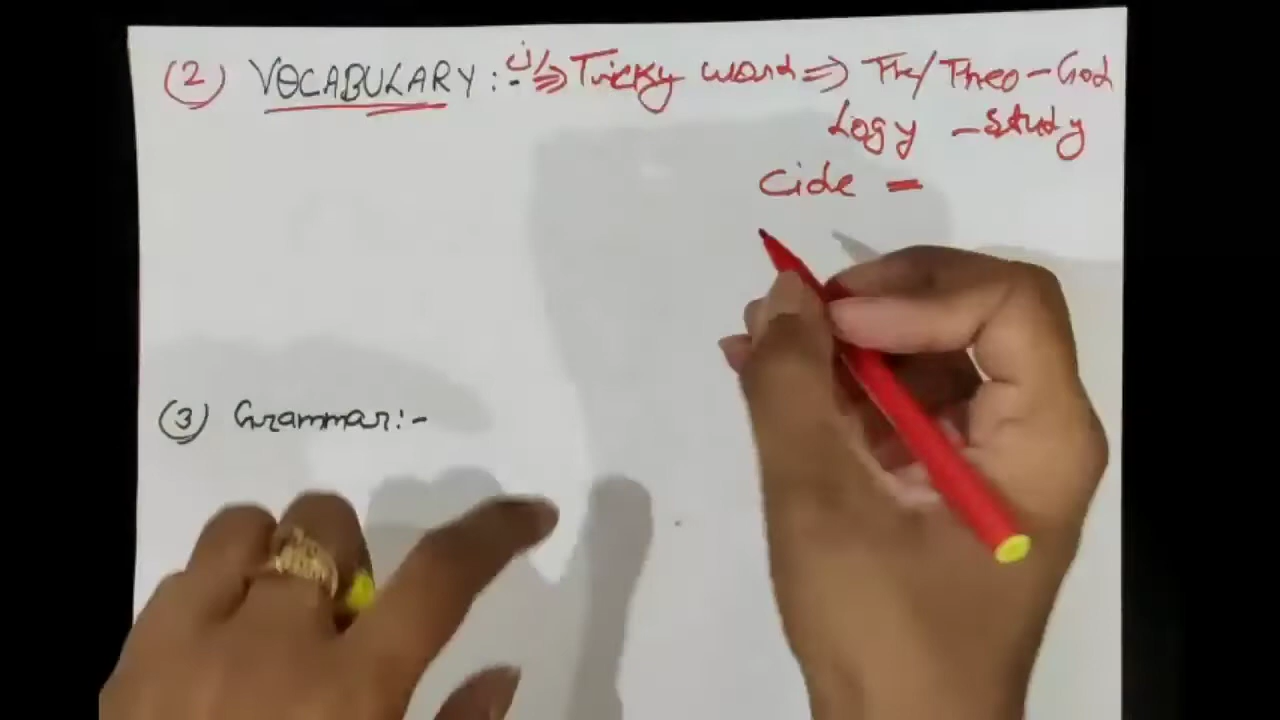 (2) VOCABULARY :- (i) => Tricky word => The/Theo - God
Logy - Study
Cide =
(3) Grammar :-